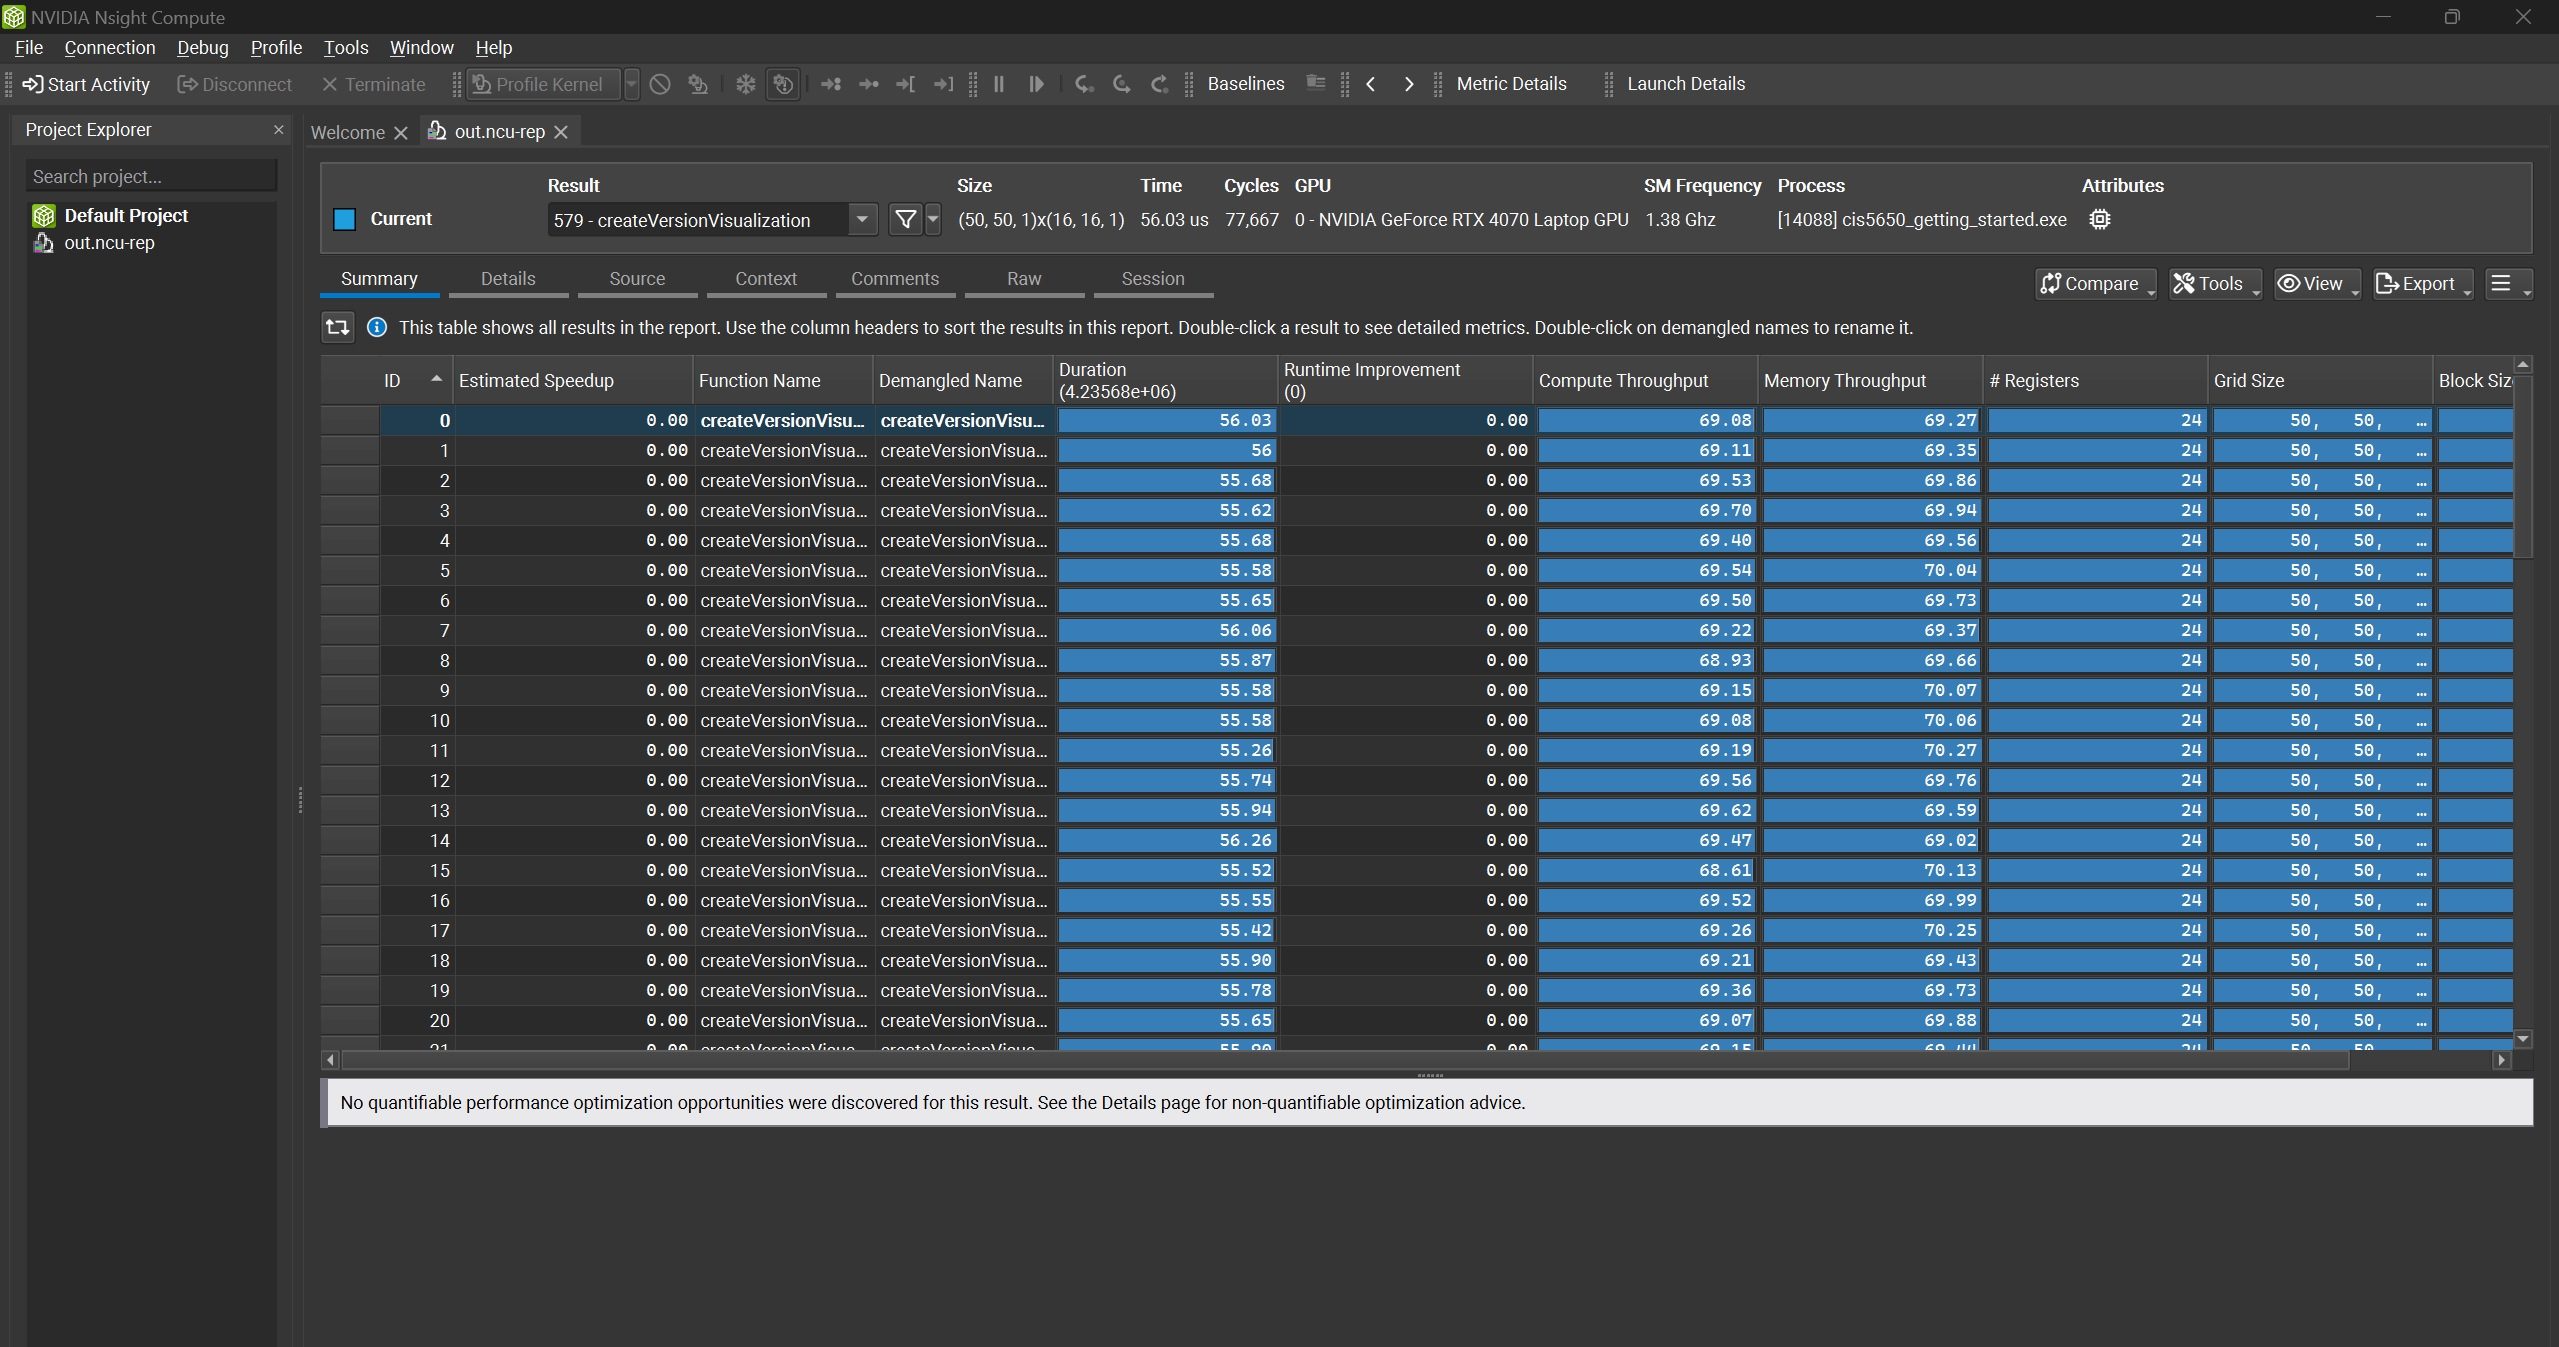 NVIDIA Nsight Compute
File Connection Debug Profile Tools Window Help
Start Activity Disconnect Terminate Profile Kernel Baselines Metric Details Launch Details
Project Explorer
Search project...
Default Project
out.ncu-rep
Welcome out.ncu-rep
Result Size Time Cycles GPU SM Frequency Process Attributes
Current 579 - createVersionVisualization (50, 50, 1)x(16, 16, 1) 56.03 us 77,667 0 - NVIDIA GeForce RTX 4070 Laptop GPU 1.38 Ghz [14088] cis5650_getting_started.exe
Summary Details Source Context Comments Raw Session Compare Tools View Export
This table shows all results in the report. Use the column headers to sort the results in this report. Double-click a result to see detailed metrics. Double-click on demangled names to rename it.
ID Estimated Speedup Function Name Demangled Name Duration (4.23568e+06) Runtime Improvement (0) Compute Throughput Memory Throughput # Registers Grid Size Block Siz
0 0.00 createVersionVisu... createVersionVisu... 56.03 0.00 69.08 69.27 24 50, 50, …
1 0.00 createVersionVisua... createVersionVisua... 56 0.00 69.11 69.35 24 50, 50, …
2 0.00 createVersionVisua... createVersionVisua... 55.68 0.00 69.53 69.86 24 50, 50, …
3 0.00 createVersionVisua... createVersionVisua... 55.62 0.00 69.70 69.94 24 50, 50, …
4 0.00 createVersionVisua... createVersionVisua... 55.68 0.00 69.40 69.56 24 50, 50, …
5 0.00 createVersionVisua... createVersionVisua... 55.58 0.00 69.54 70.04 24 50, 50, …
6 0.00 createVersionVisua... createVersionVisua... 55.65 0.00 69.50 69.73 24 50, 50, …
7 0.00 createVersionVisua... createVersionVisua... 56.06 0.00 69.22 69.37 24 50, 50, …
8 0.00 createVersionVisua... createVersionVisua... 55.87 0.00 68.93 69.66 24 50, 50, …
9 0.00 createVersionVisua... createVersionVisua... 55.58 0.00 69.15 70.07 24 50, 50, …
10 0.00 createVersionVisua... createVersionVisua... 55.58 0.00 69.08 70.06 24 50, 50, …
11 0.00 createVersionVisua... createVersionVisua... 55.26 0.00 69.19 70.27 24 50, 50, …
12 0.00 createVersionVisua... createVersionVisua... 55.74 0.00 69.56 69.76 24 50, 50, …
13 0.00 createVersionVisua... createVersionVisua... 55.94 0.00 69.62 69.59 24 50, 50, …
14 0.00 createVersionVisua... createVersionVisua... 56.26 0.00 69.47 69.02 24 50, 50, …
15 0.00 createVersionVisua... createVersionVisua... 55.52 0.00 68.61 70.13 24 50, 50, …
16 0.00 createVersionVisua... createVersionVisua... 55.55 0.00 69.52 69.99 24 50, 50, …
17 0.00 createVersionVisua... createVersionVisua... 55.42 0.00 69.26 70.25 24 50, 50, …
18 0.00 createVersionVisua... createVersionVisua... 55.90 0.00 69.21 69.43 24 50, 50, …
19 0.00 createVersionVisua... createVersionVisua... 55.78 0.00 69.36 69.73 24 50, 50, …
20 0.00 createVersionVisua... createVersionVisua... 55.65 0.00 69.07 69.88 24 50, 50, …
No quantifiable performance optimization opportunities were discovered for this result. See the Details page for non-quantifiable optimization advice.